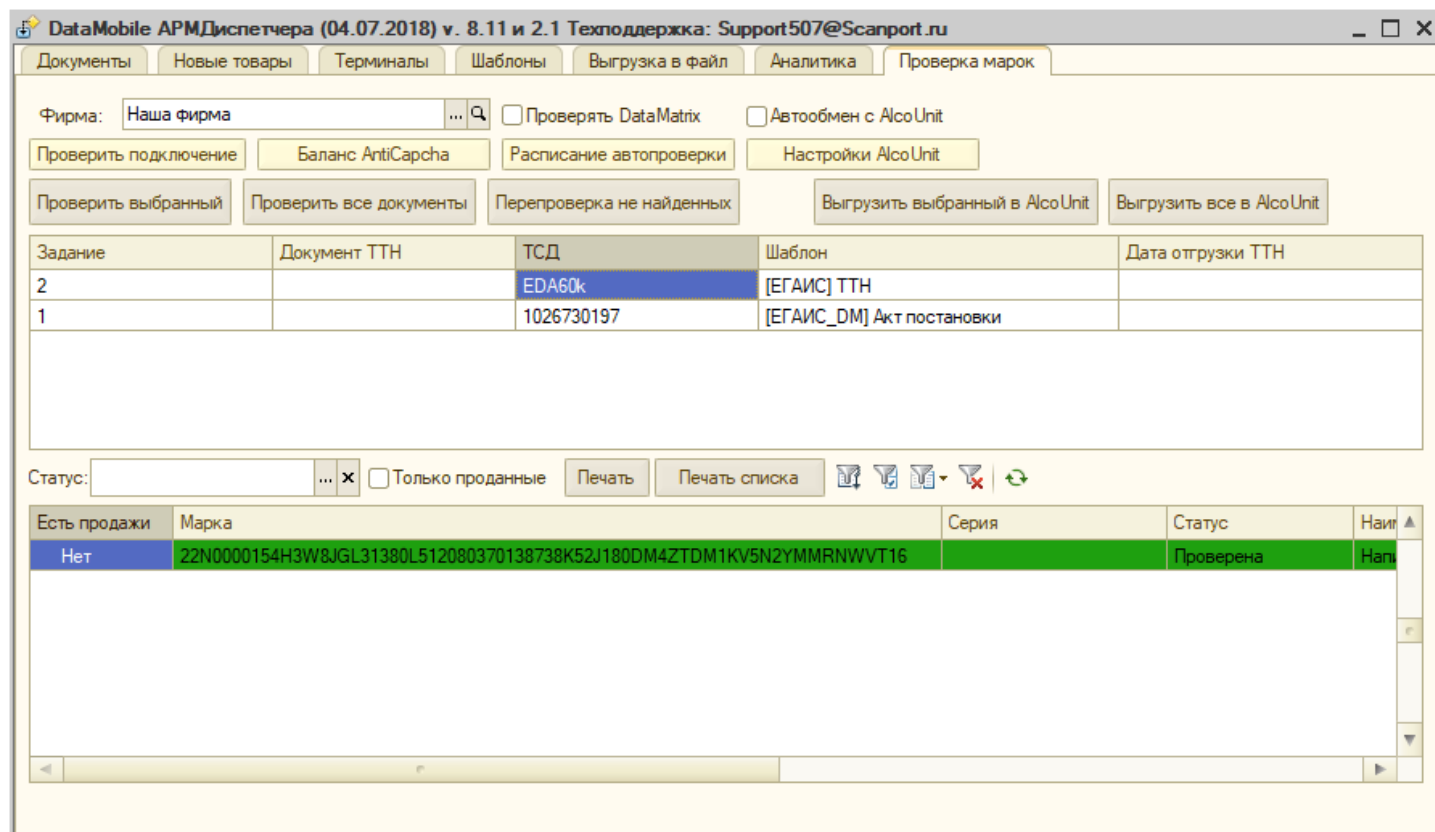 DataMobile АРМДиспетчера (04.07.2018) v. 8.11 и 2.1 Техподдержка: Support507@Scanport.ru
Документы Новые товары Терминалы Шаблоны Выгрузка в файл Аналитика Проверка марок
Фирма: Наша фирма ... Проверять DataMatrix Автообмен с AlcoUnit
Проверить подключение Баланс AntiCapcha Расписание автопроверки Настройки AlcoUnit
Проверить выбранный Проверить все документы Перепроверка не найденных Выгрузить выбранный в AlcoUnit Выгрузить все в AlcoUnit
Задание Документ ТТН ТСД Шаблон Дата отгрузки ТТН
2 EDA60k [ЕГАИС] ТТН
1 1026730197 [ЕГАИС_DM] Акт постановки
Статус: ... x Только проданные Печать Печать списка
Есть продажи Марка Серия Статус Наи
Нет 22N0000154H3W8JGL31380L512080370138738K52J180DM4ZTDM1KV5N2YMMRNWVT16 Проверена Нап